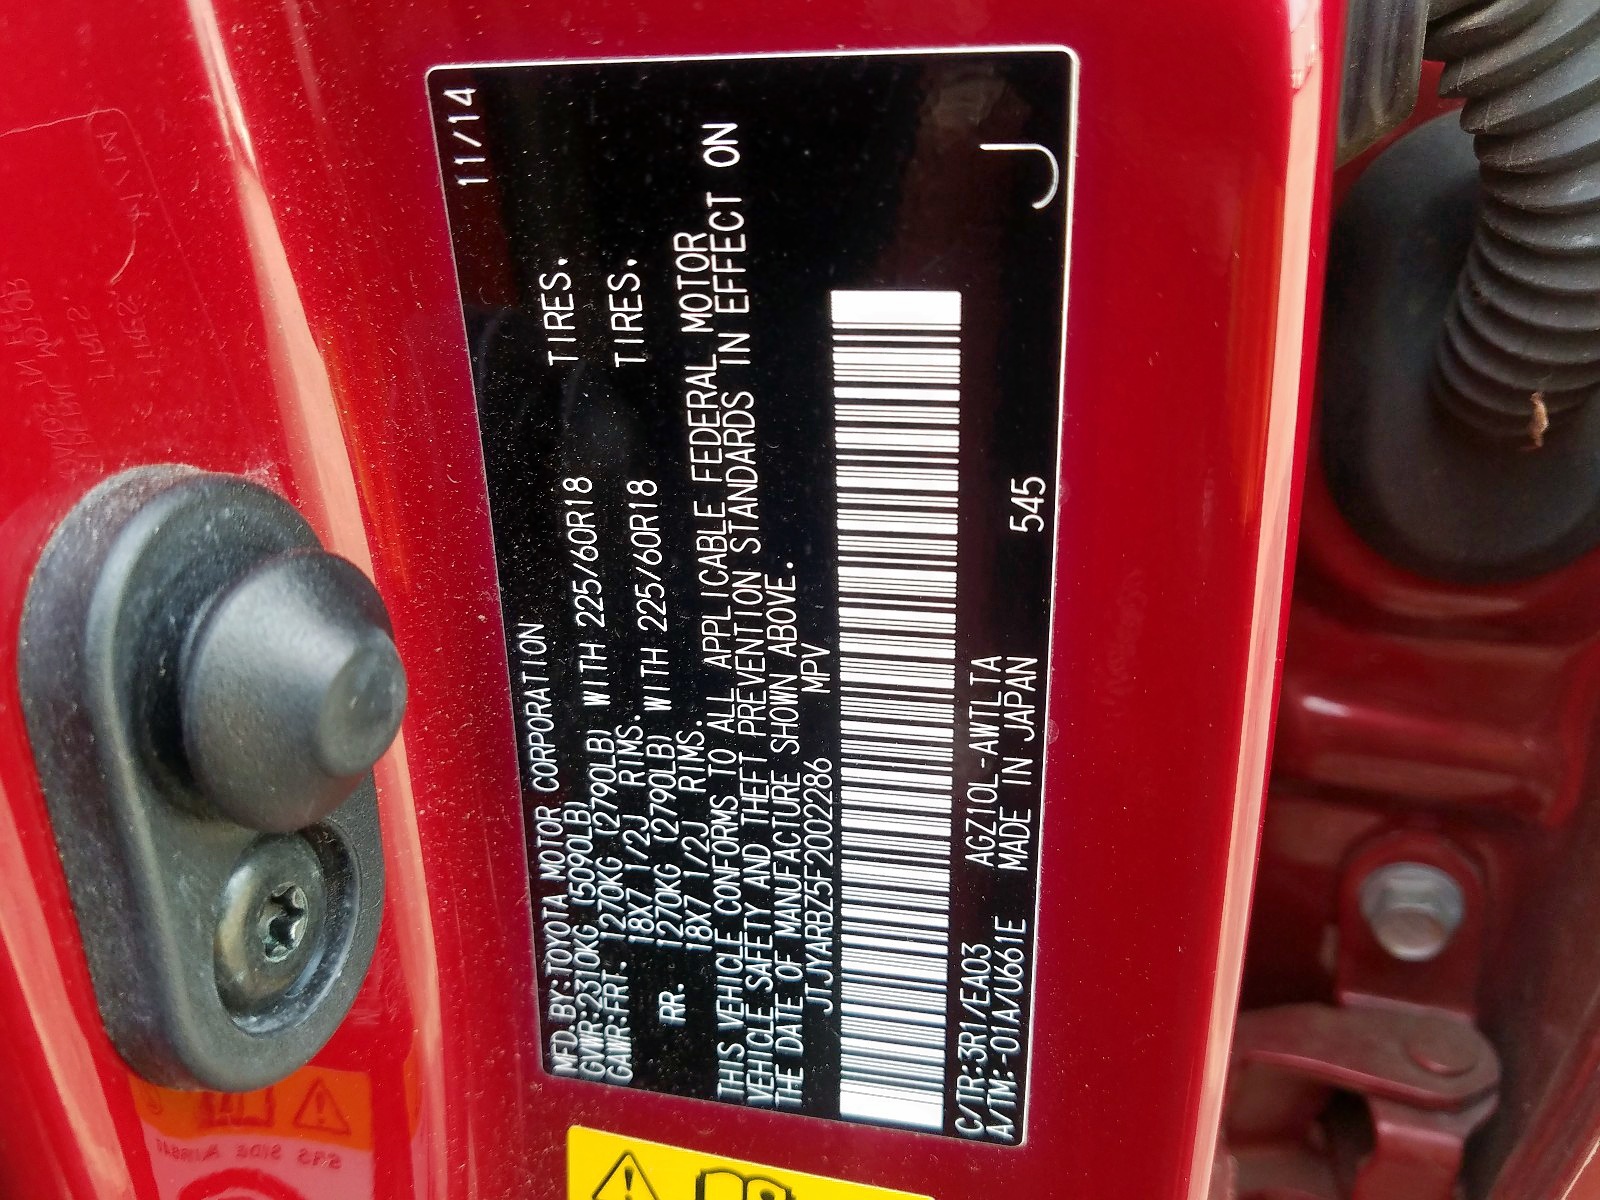 11/14
MFD.BY:TOYOTA MOTOR CORPORATION
GVWR:2310KG (5090LB)
GAWR:FRT. 1270KG (2790LB) WITH 225/60R18 TIRES.
18X7 1/2J RIMS.
RR. 1270KG (2790LB) WITH 225/60R18 TIRES.
18X7 1/2J RIMS.
THIS VEHICLE CONFORMS TO ALL APPLICABLE FEDERAL MOTOR
VEHICLE SAFETY AND THEFT PREVENTION STANDARDS IN EFFECT ON
THE DATE OF MANUFACTURE SHOWN ABOVE.
JTJYARBZ5F2002286 MPV
C/TR:3R1/EA03 AGZ10L-AWTLTA
A/TM:-01A/U661E MADE IN JAPAN 545
J